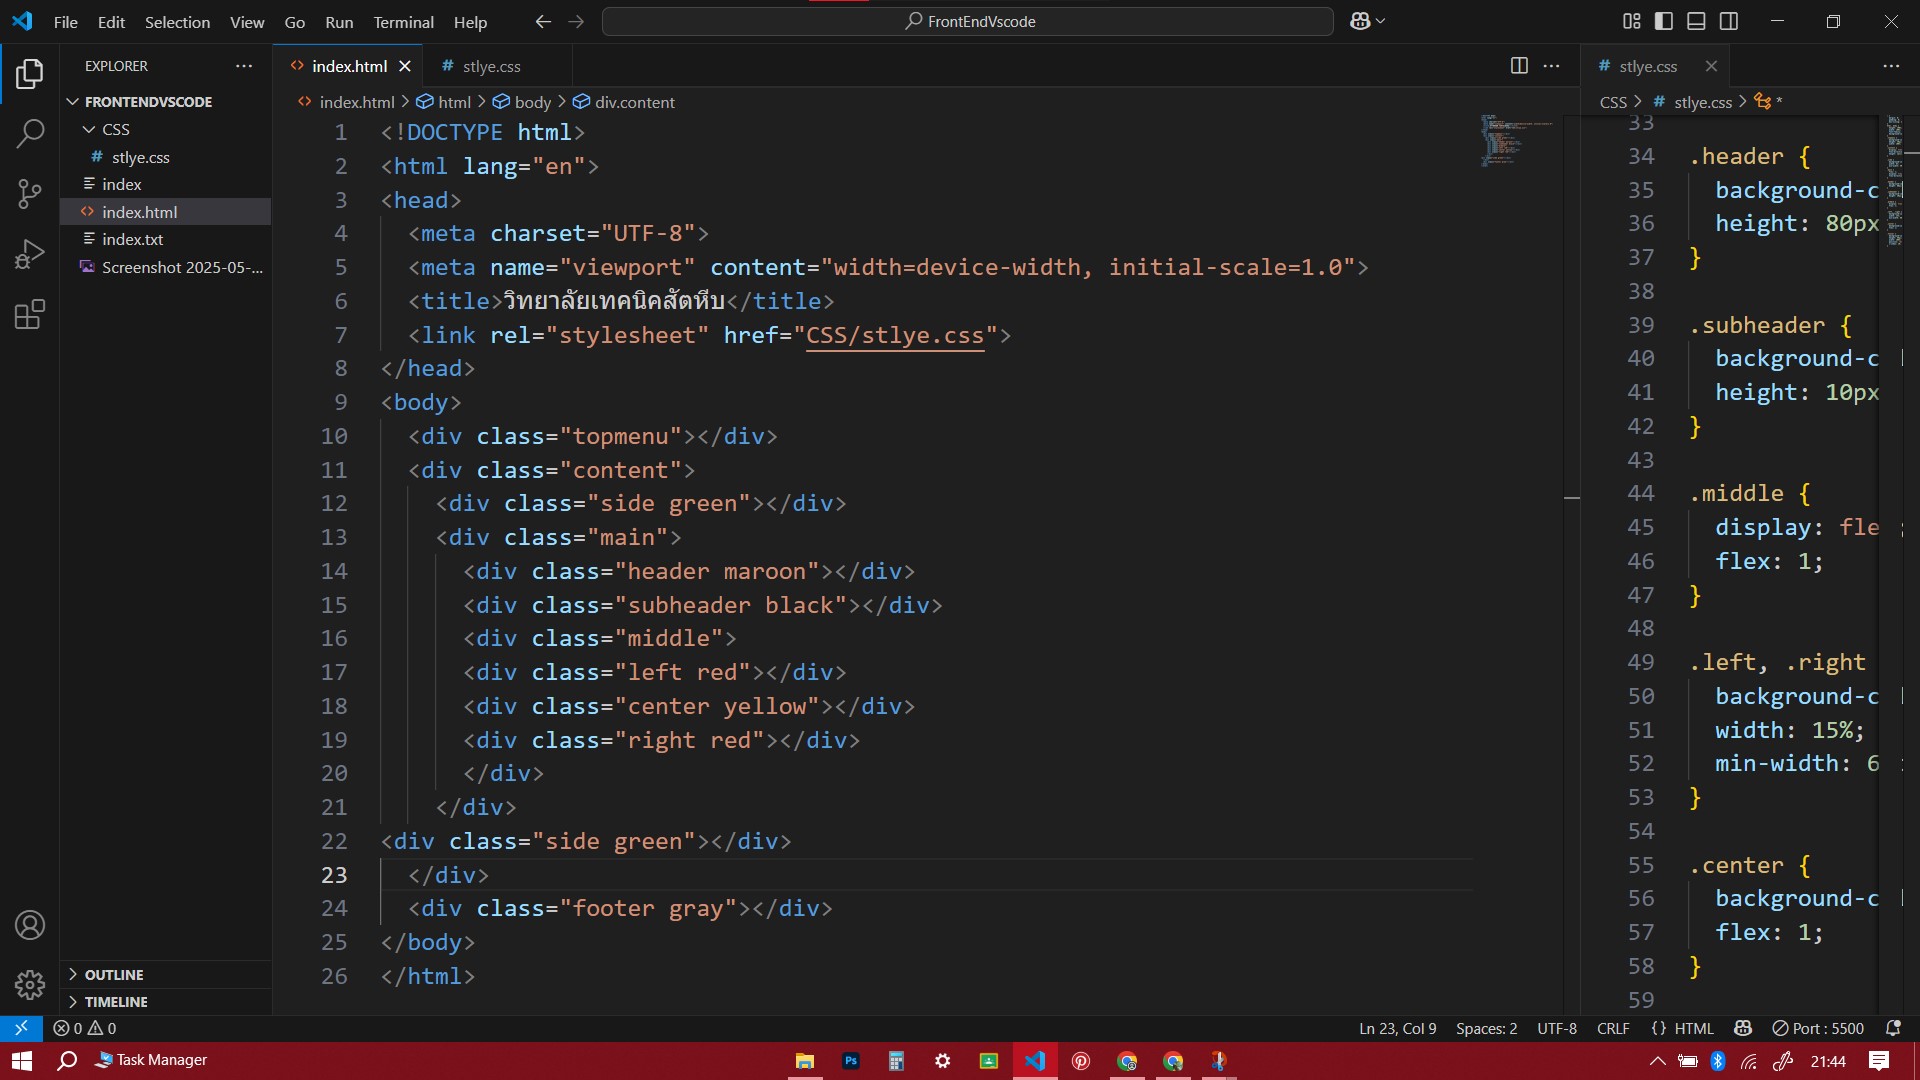 File Edit Selection View Go Run Terminal Help
FrontEndVscode
EXPLORER
FRONTENDVSCODE
CSS
stlye.css
index
index.html
index.txt
Screenshot 2025-05-...
OUTLINE
TIMELINE
index.html
stlye.css
index.html > html > body > div.content
1 <!DOCTYPE html>
2 <html lang="en">
3 <head>
4 <meta charset="UTF-8">
5 <meta name="viewport" content="width=device-width, initial-scale=1.0">
6 <title>วิทยาลัยเทคนิคสัตหีบ</title>
7 <link rel="stylesheet" href="CSS/stlye.css">
8 </head>
9 <body>
10 <div class="topmenu"></div>
11 <div class="content">
12 <div class="side green"></div>
13 <div class="main">
14 <div class="header maroon"></div>
15 <div class="subheader black"></div>
16 <div class="middle">
17 <div class="left red"></div>
18 <div class="center yellow"></div>
19 <div class="right red"></div>
20 </div>
21 </div>
22 <div class="side green"></div>
23 </div>
24 <div class="footer gray"></div>
25 </body>
26 </html>
# stlye.css
CSS > # stlye.css > *
33
34 .header {
35 background-c
36 height: 80px
37 }
38
39 .subheader {
40 background-c
41 height: 10px
42 }
43
44 .middle {
45 display: fle
46 flex: 1;
47 }
48
49 .left, .right
50 background-c
51 width: 15%;
52 min-width: 6
53 }
54
55 .center {
56 background-c
57 flex: 1;
58 }
59
0 0
Ln 23, Col 9 Spaces: 2 UTF-8 CRLF {} HTML Port : 5500
Task Manager
Ps
21:44